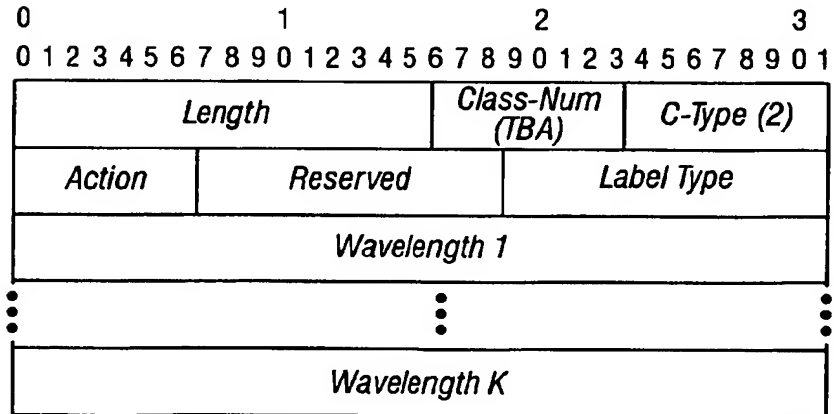 0 1 2 3
0 1 2 3 4 5 6 7 8 9 0 1 2 3 4 5 6 7 8 9 0 1 2 3 4 5 6 7 8 9 0 1
Length Class-Num (TBA) C-Type (2)
Action Reserved Label Type
Wavelength 1
Wavelength K